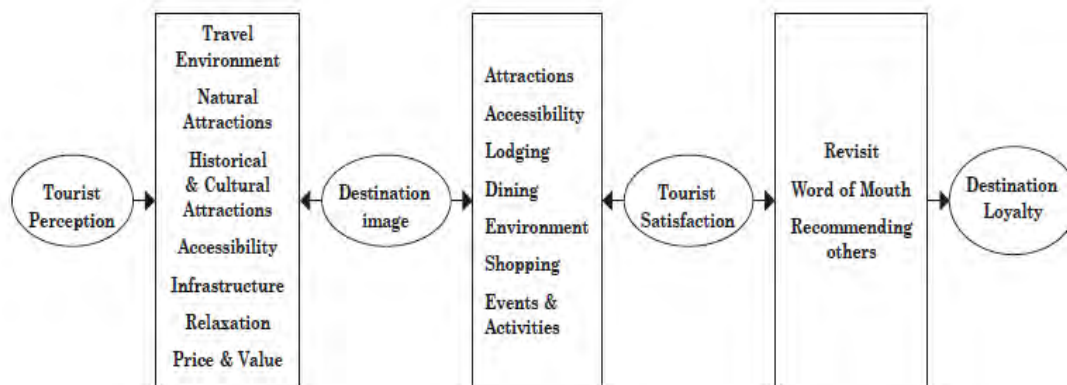 Tourist
Perception
Travel
Environment
Natural
Attractions
Historical
& Cultural
Attractions
Accessibility
Infrastructure
Relaxation
Price & Value
Destination
image
Attractions
Accessibility
Lodging
Dining
Environment
Shopping
Events &
Activities
Tourist
Satisfaction
Revisit
Word of Mouth
Recommending
others
Destination
Loyalty